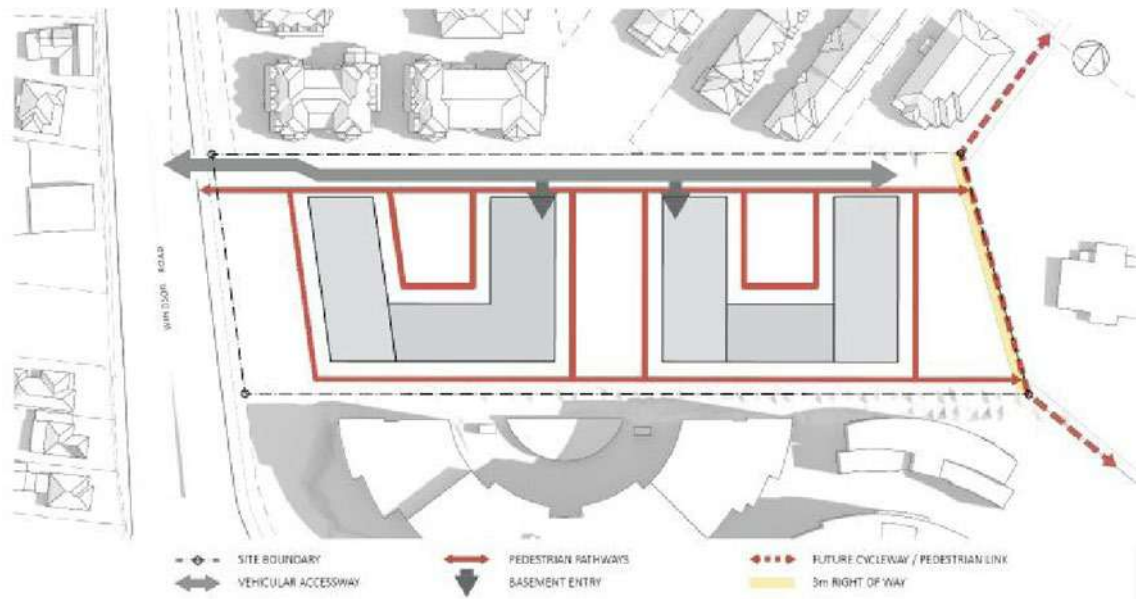 WINDSOR ROAD
SITE BOUNDARY
PEDESTRIAN PATHWAYS
FUTURE CYCLEWAY / PEDESTRIAN LINK
VEHICULAR ACCESSWAY
BASEMENT ENTRY
3m RIGHT OF WAY